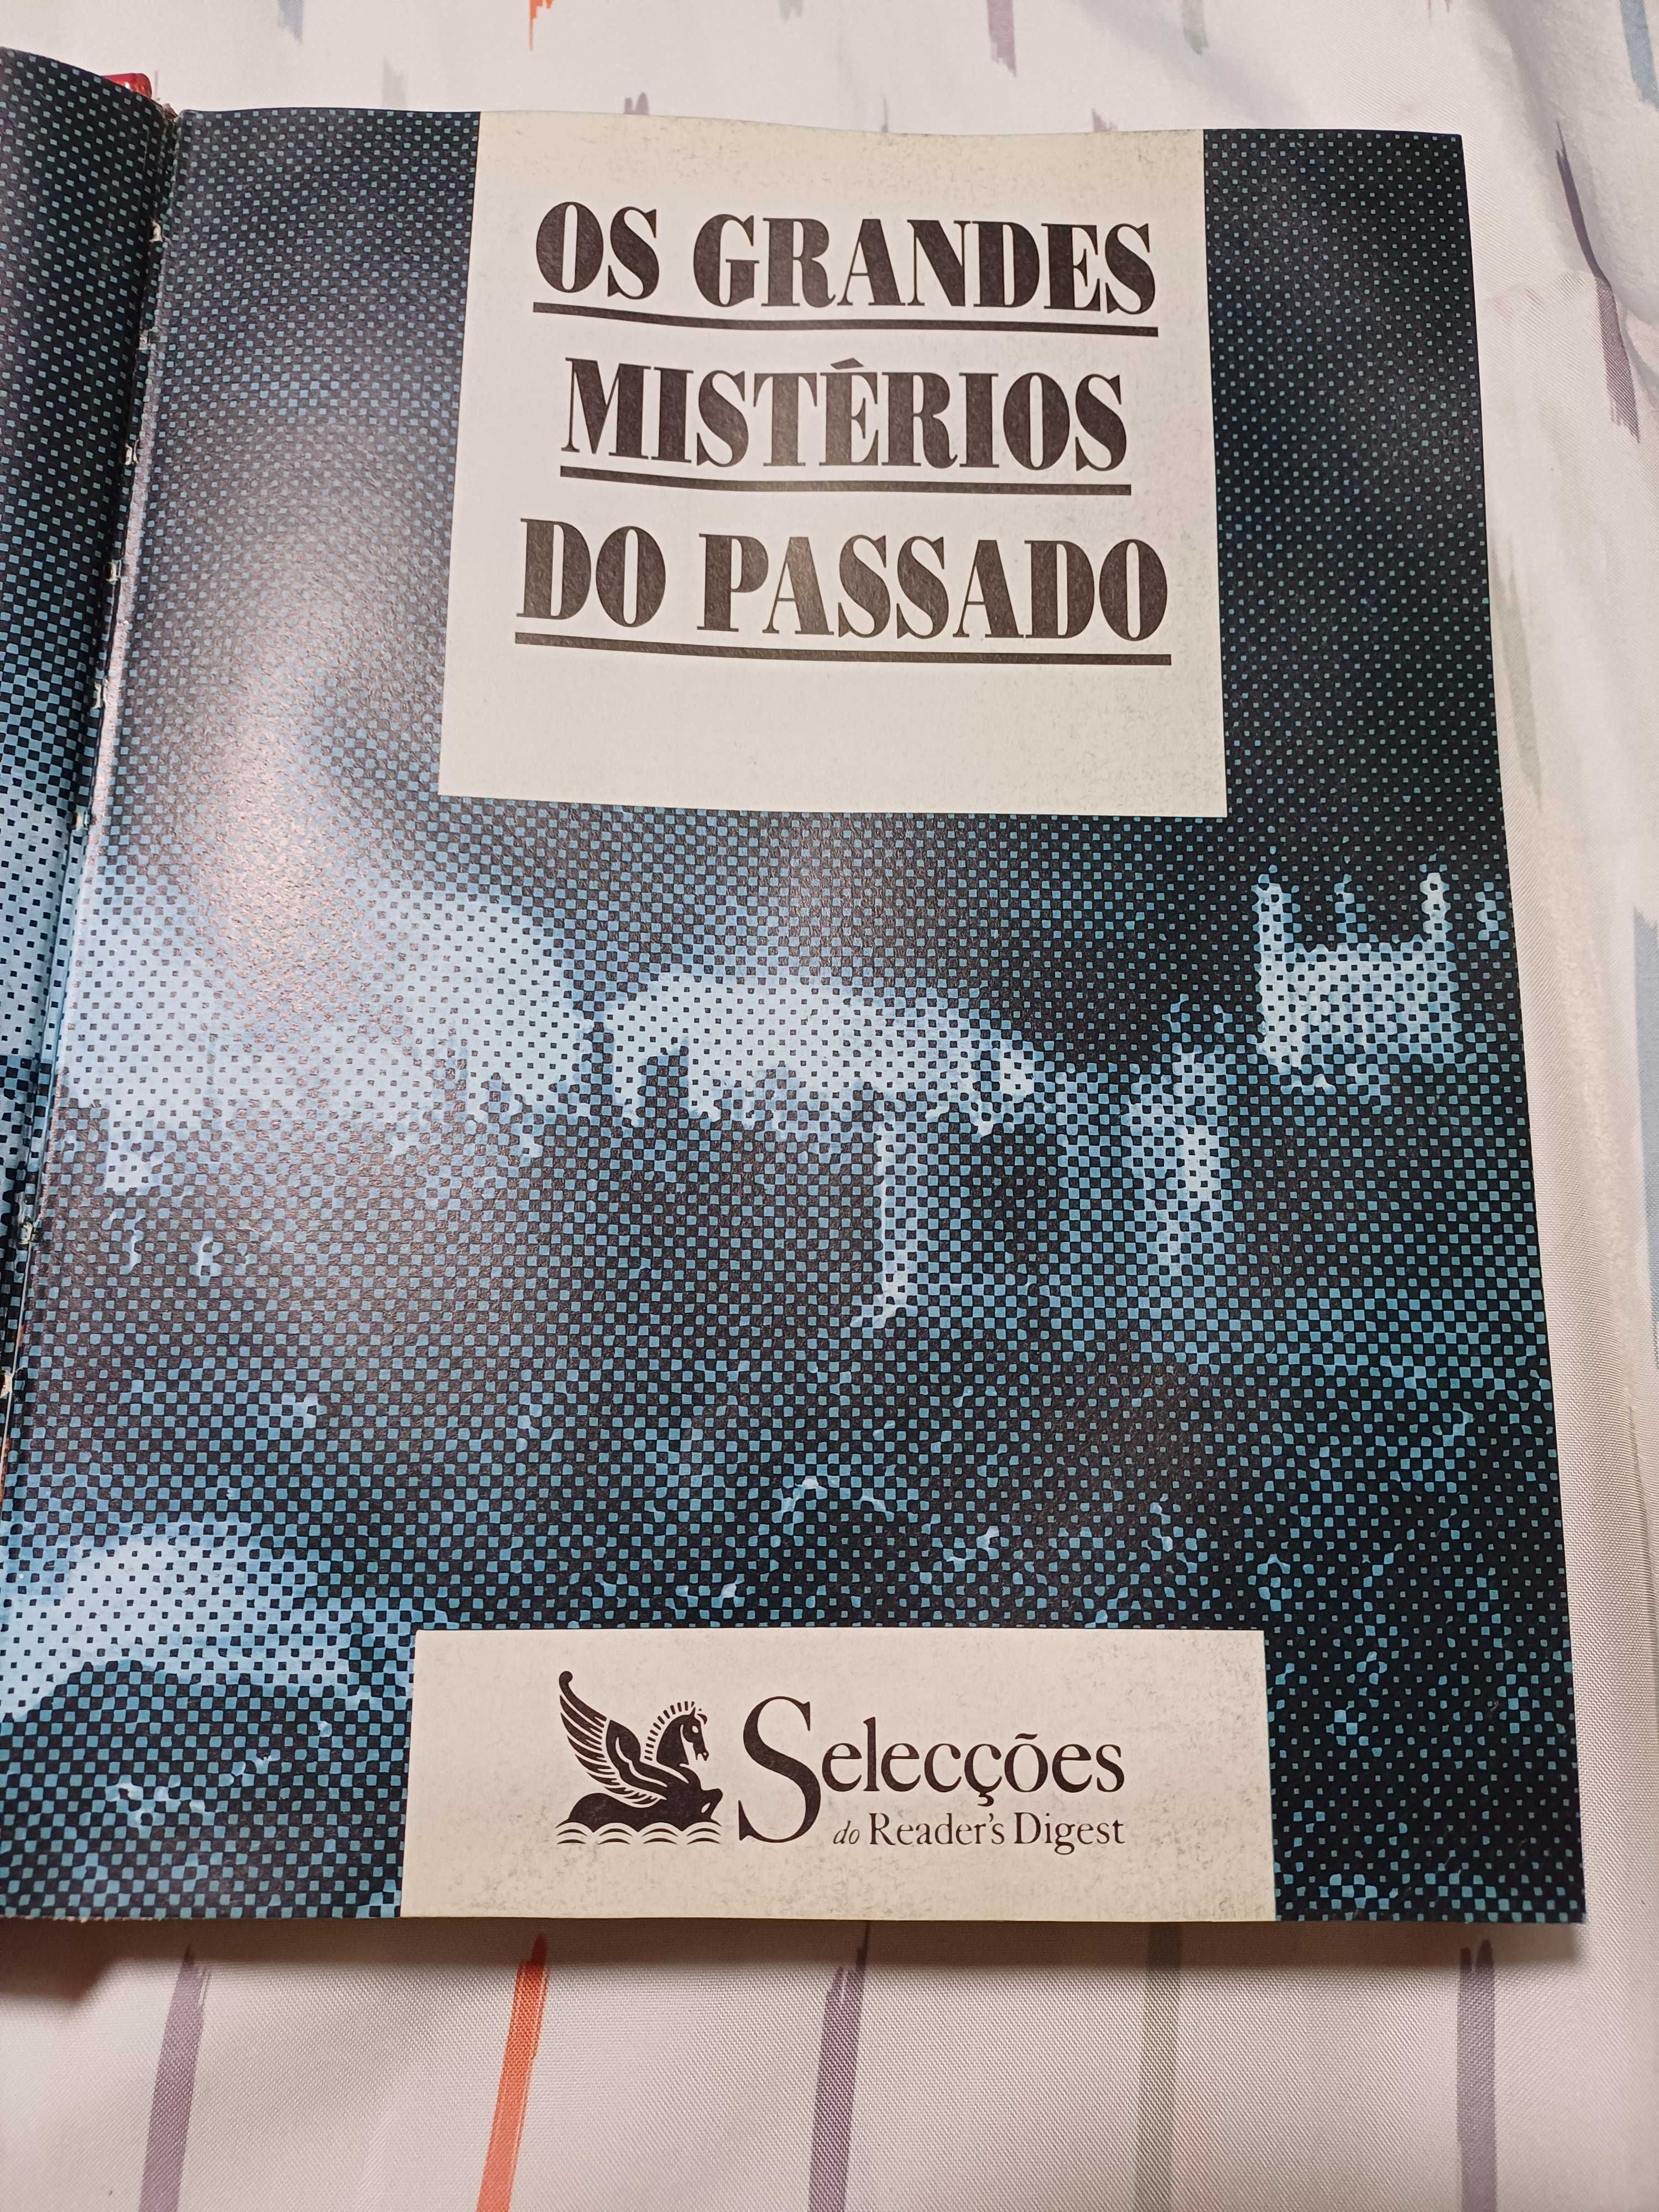 OS GRANDES
MISTÉRIOS
DO PASSADO
Selecções
do Reader's Digest